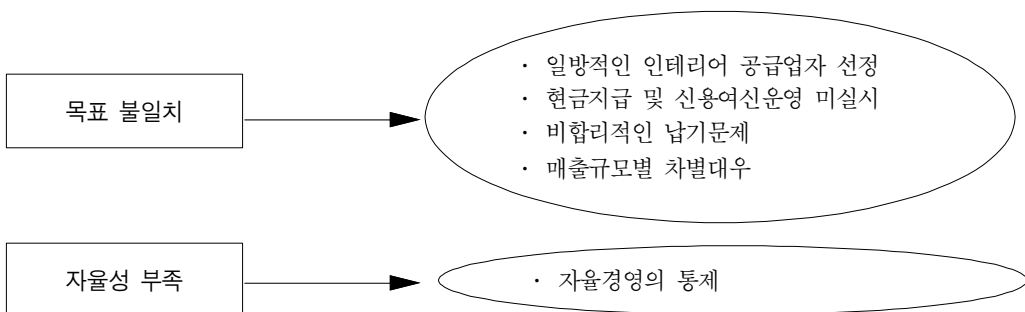 목표 불일치
· 일방적인 인테리어 공급업자 선정
· 현금지급 및 신용여신운영 미실시
· 비합리적인 납기문제
· 매출규모별 차별대우
자율성 부족
· 자율경영의 통제